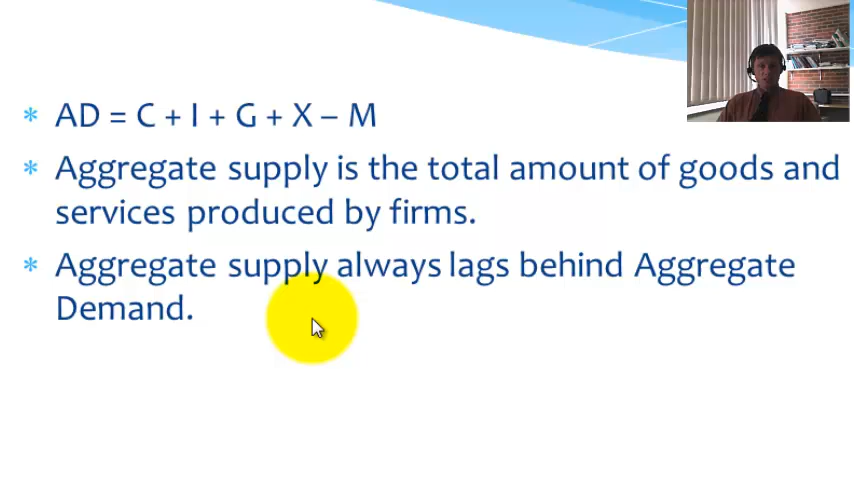 * AD = C + I + G + X – M
* Aggregate supply is the total amount of goods and
services produced by firms.
* Aggregate supply always lags behind Aggregate
Demand.